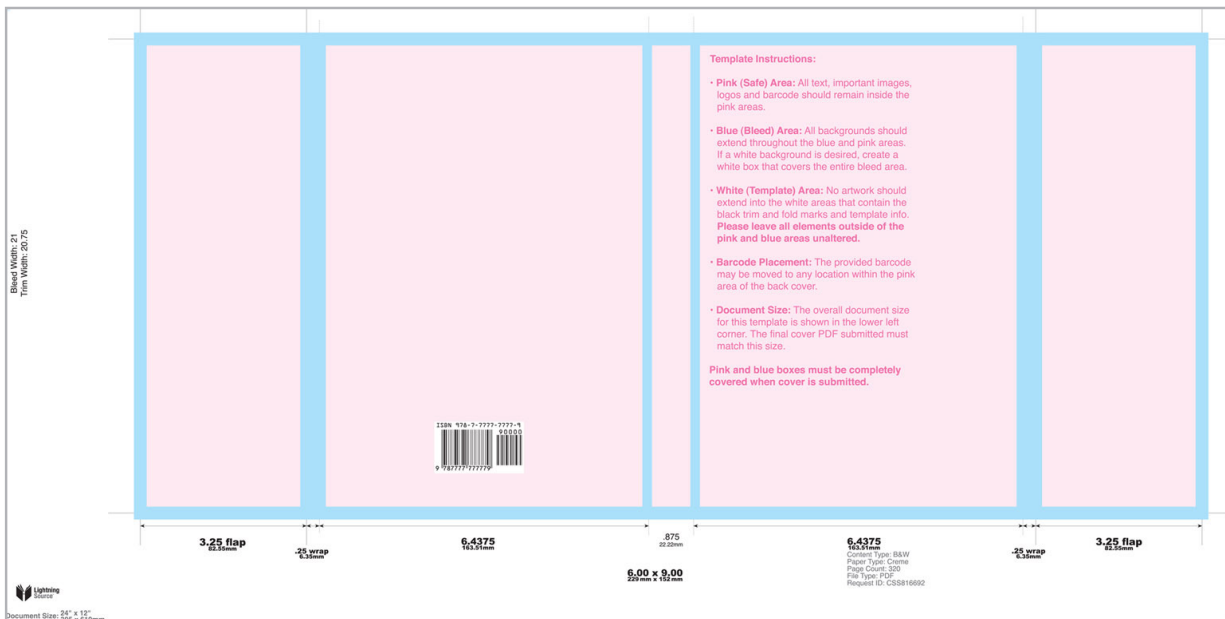 Template Instructions:
• Pink (Safe) Area: All text, important images,
logos and barcode should remain inside the
pink areas.
• Blue (Bleed) Area: All backgrounds should
extend throughout the blue and pink areas.
If a white background is desired, create a
white box that covers the entire bleed area.
• White (Template) Area: No artwork should
extend into the white areas that contain the
black trim and fold marks and template info.
Please leave all elements outside of the
pink and blue areas unaltered.
• Barcode Placement: The provided barcode
may be moved to any location within the pink
area of the back cover.
• Document Size: The overall document size
for this template is shown in the lower left
corner. The final cover PDF submitted must
match this size.
Pink and blue boxes must be completely
covered when cover is submitted.
Bleed Width: 21
Trim Width: 20.75
ISBN 978-7-7777-7777-9
90000
9 787777 777779
3.25 flap
82.55mm
.25 wrap
6.35mm
6.4375
163.51mm
.875
22.22mm
6.4375
163.51mm
Content Type: B&W
Paper Type: Creme
Page Count: 320
File Type: PDF
Request ID: CSS816692
.25 wrap
6.35mm
3.25 flap
82.55mm
6.00 x 9.00
229 mm x 152 mm
Lightning
Source
Document Size: 24" x 12"